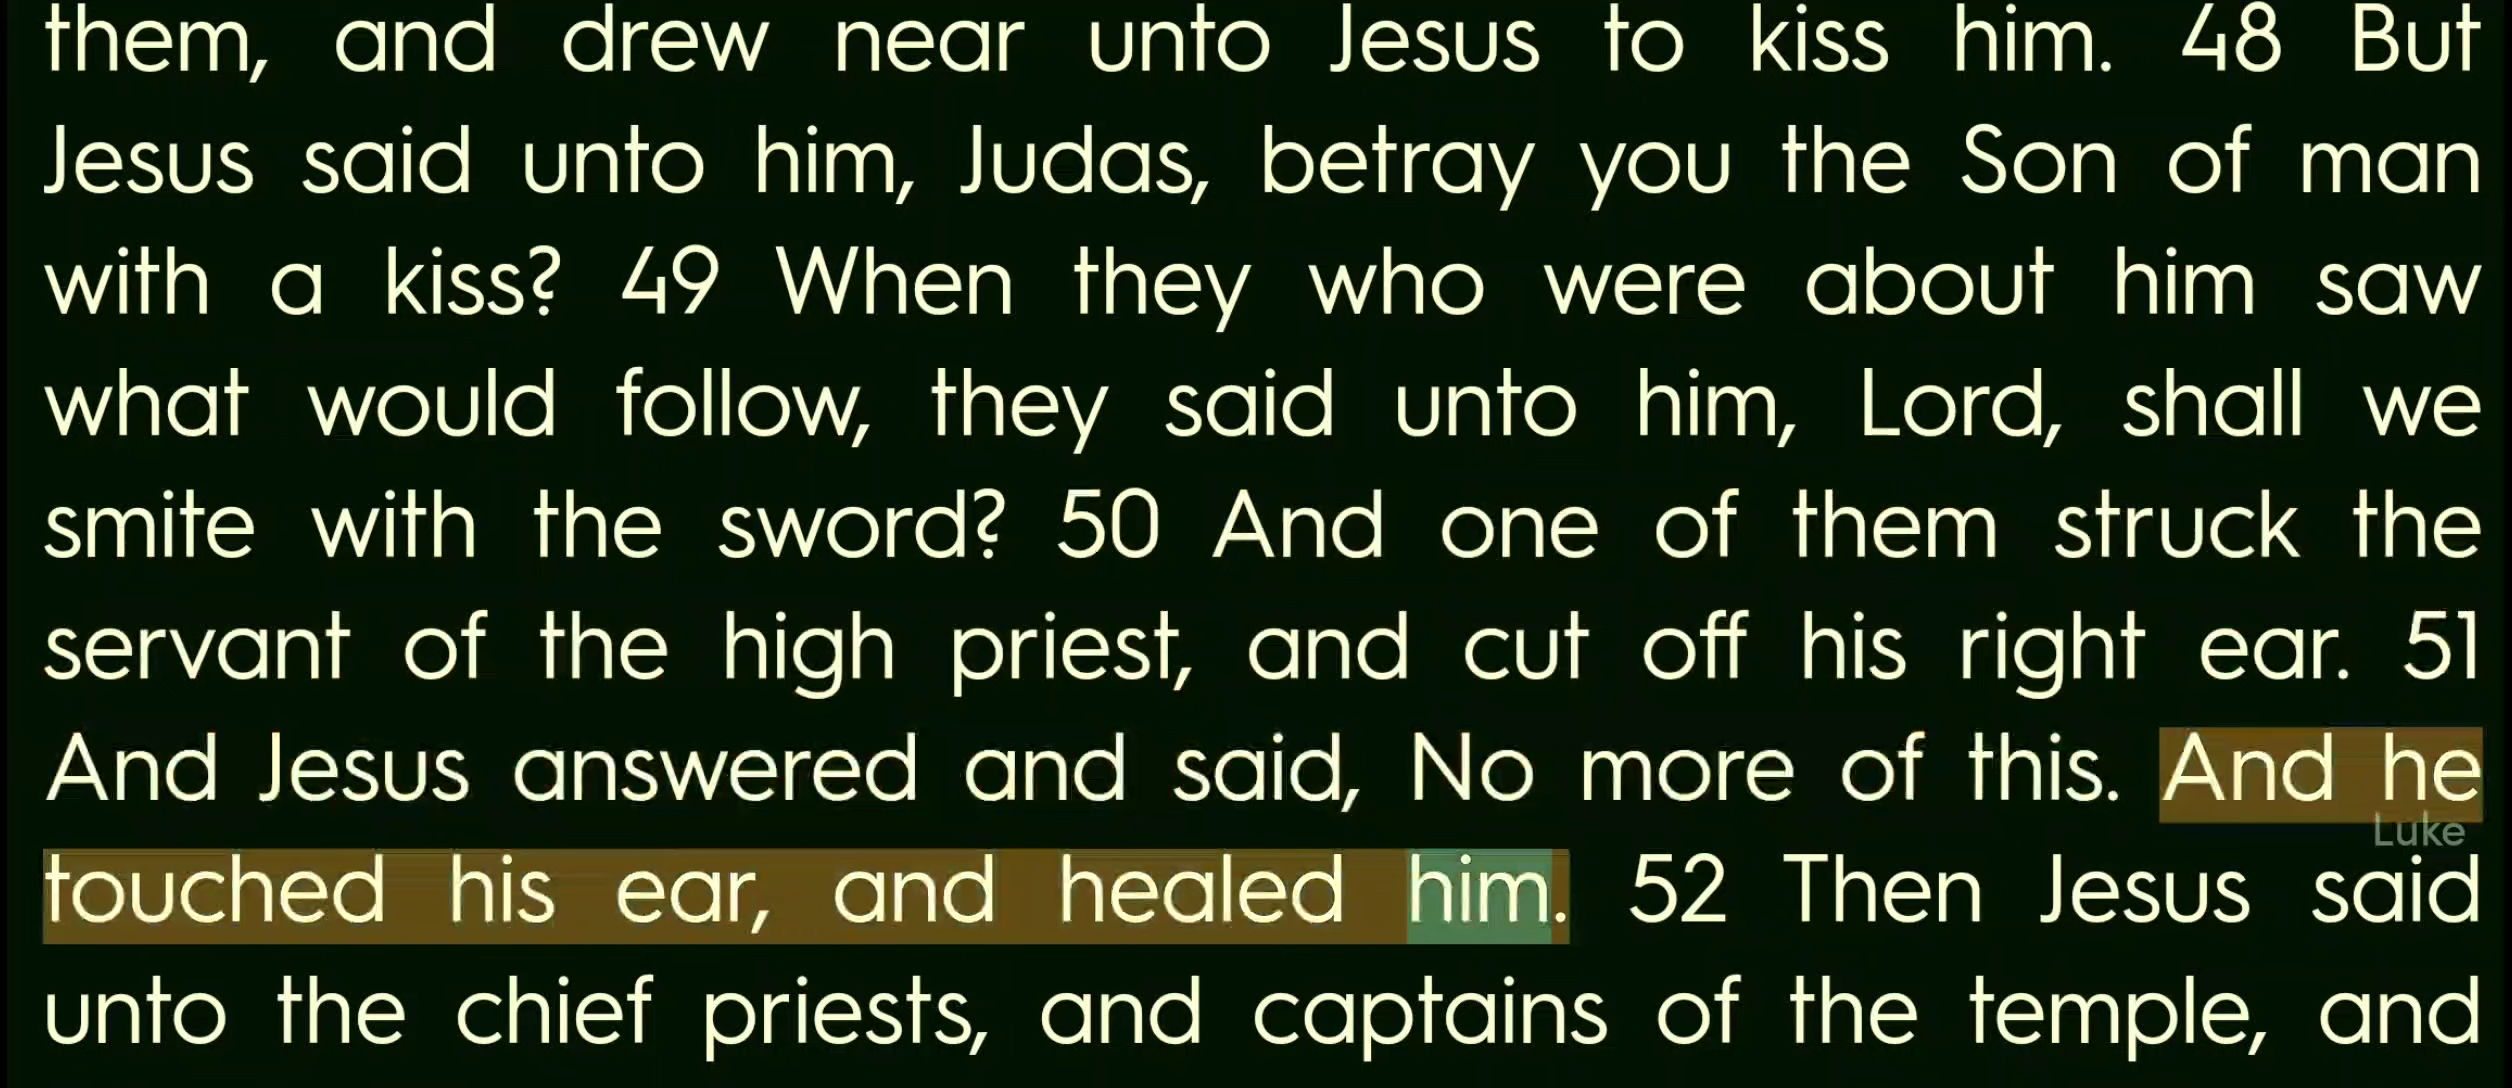 them, and drew near unto Jesus to kiss him. 48 But
Jesus said unto him, Judas, betray you the Son of man
with a kiss? 49 When they who were about him saw
what would follow, they said unto him, Lord, shall we
smite with the sword? 50 And one of them struck the
servant of the high priest, and cut off his right ear. 51
And Jesus answered and said, No more of this. And he
Luke
touched his ear, and healed him. 52 Then Jesus said
unto the chief priests, and captains of the temple, and